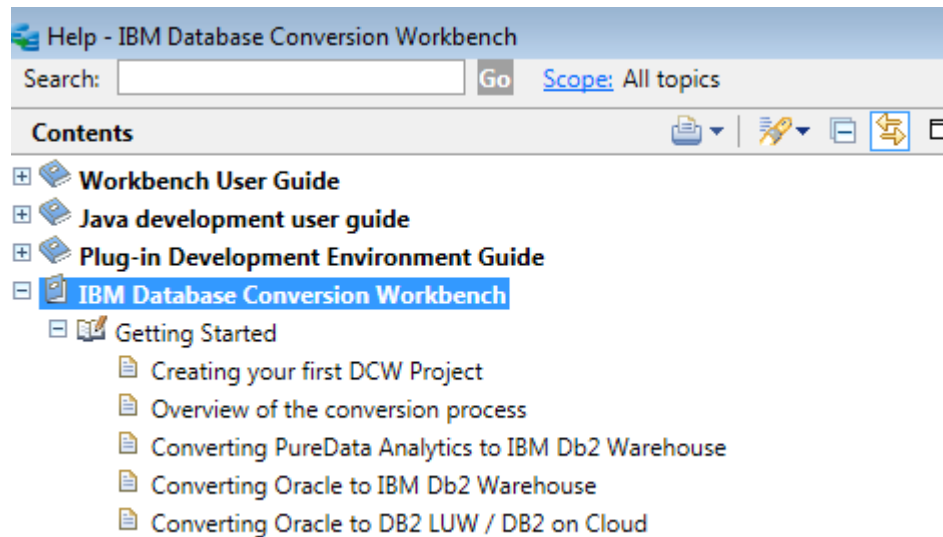 Help - IBM Database Conversion Workbench
Search: Go Scope: All topics
Contents
Workbench User Guide
Java development user guide
Plug-in Development Environment Guide
IBM Database Conversion Workbench
Getting Started
Creating your first DCW Project
Overview of the conversion process
Converting PureData Analytics to IBM Db2 Warehouse
Converting Oracle to IBM Db2 Warehouse
Converting Oracle to DB2 LUW / DB2 on Cloud